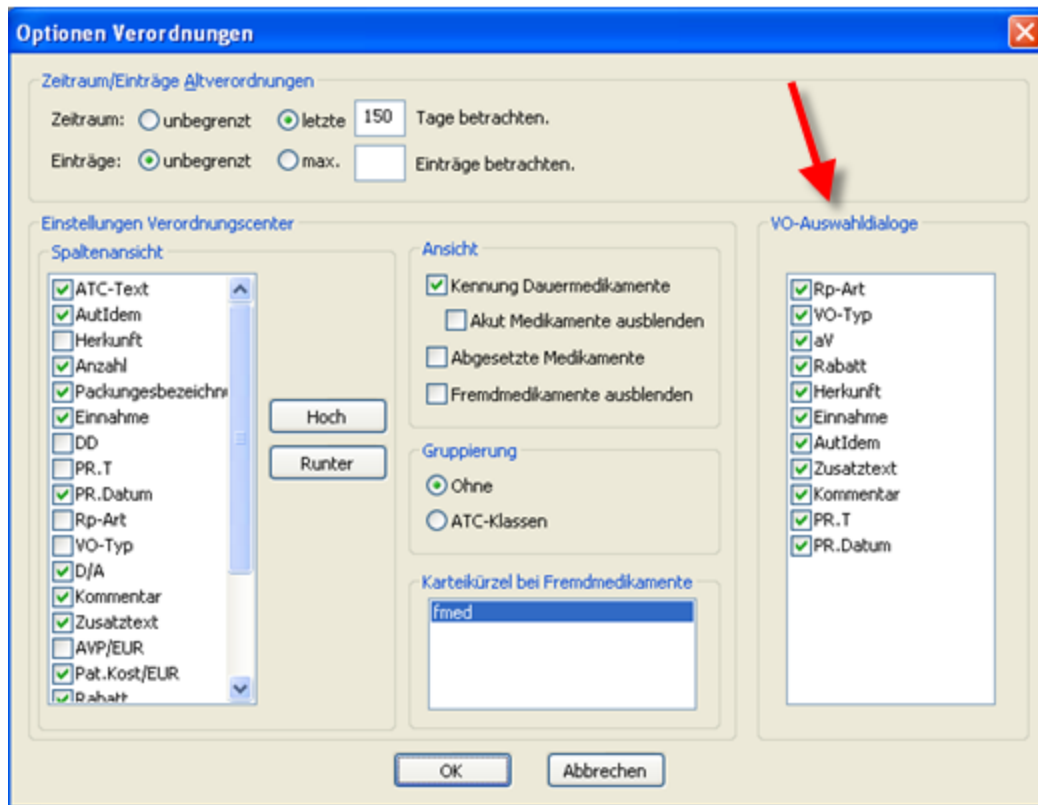 Optionen Verordnungen
Zeitraum/Einträge Altverordnungen
Zeitraum: unbegrenzt letzte 150 Tage betrachten.
Einträge: unbegrenzt max. Einträge betrachten.
Einstellungen Verordnungscenter
Spaltenansicht
ATC-Text
AutIdem
Herkunft
Anzahl
Packungesbezeichnu
Einnahme
DD
PR.T
PR.Datum
Rp-Art
VO-Typ
D/A
Kommentar
Zusatztext
AVP/EUR
Pat.Kost/EUR
Rabatt
Hoch
Runter
Ansicht
Kennung Dauermedikamente
Akut Medikamente ausblenden
Abgesetzte Medikamente
Fremdmedikamente ausblenden
Gruppierung
Ohne
ATC-Klassen
Karteikürzel bei Fremdmedikamente
fmed
VO-Auswahldialoge
Rp-Art
VO-Typ
aV
Rabatt
Herkunft
Einnahme
AutIdem
Zusatztext
Kommentar
PR.T
PR.Datum
OK Abbrechen